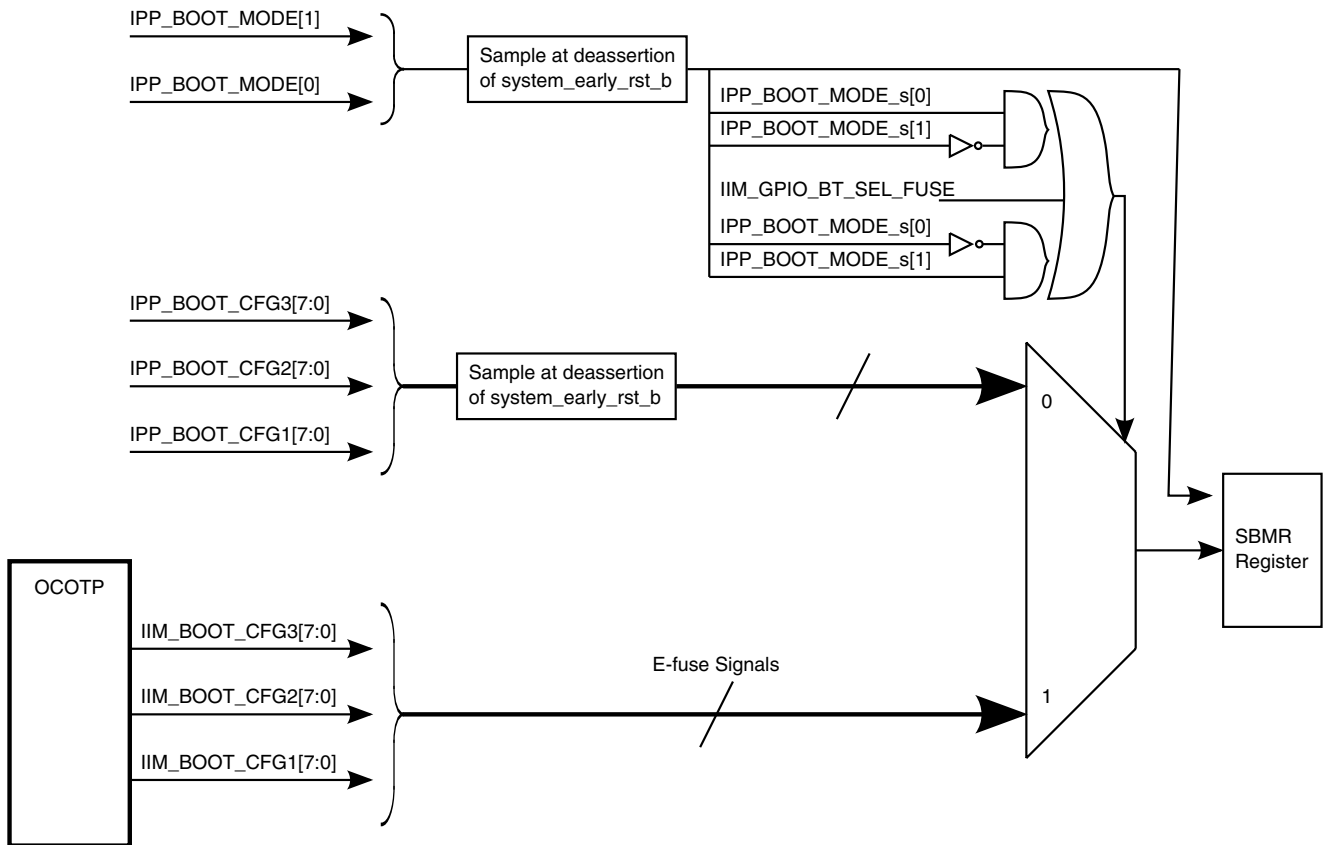 IPP_BOOT_MODE[1]
IPP_BOOT_MODE[0]
Sample at deassertion
of system_early_rst_b
IPP_BOOT_MODE_s[0]
IPP_BOOT_MODE_s[1]
IIM_GPIO_BT_SEL_FUSE
IPP_BOOT_MODE_s[0]
IPP_BOOT_MODE_s[1]
IPP_BOOT_CFG3[7:0]
IPP_BOOT_CFG2[7:0]
IPP_BOOT_CFG1[7:0]
Sample at deassertion
of system_early_rst_b
0
SBMR
Register
OCOTP
IIM_BOOT_CFG3[7:0]
IIM_BOOT_CFG2[7:0]
IIM_BOOT_CFG1[7:0]
E-fuse Signals
1